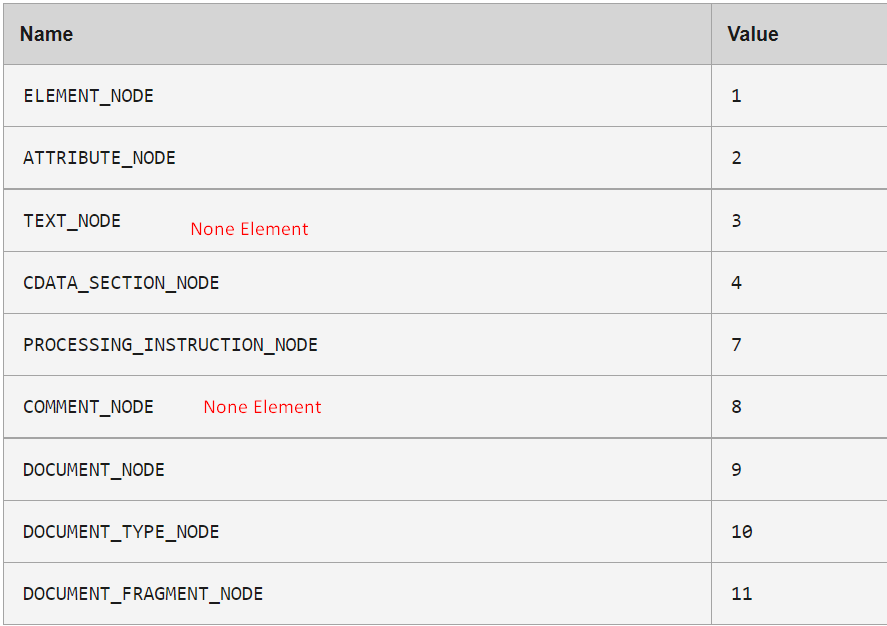 Name Value
ELEMENT_NODE 1
ATTRIBUTE_NODE 2
TEXT_NODE None Element 3
CDATA_SECTION_NODE 4
PROCESSING_INSTRUCTION_NODE 7
COMMENT_NODE None Element 8
DOCUMENT_NODE 9
DOCUMENT_TYPE_NODE 10
DOCUMENT_FRAGMENT_NODE 11